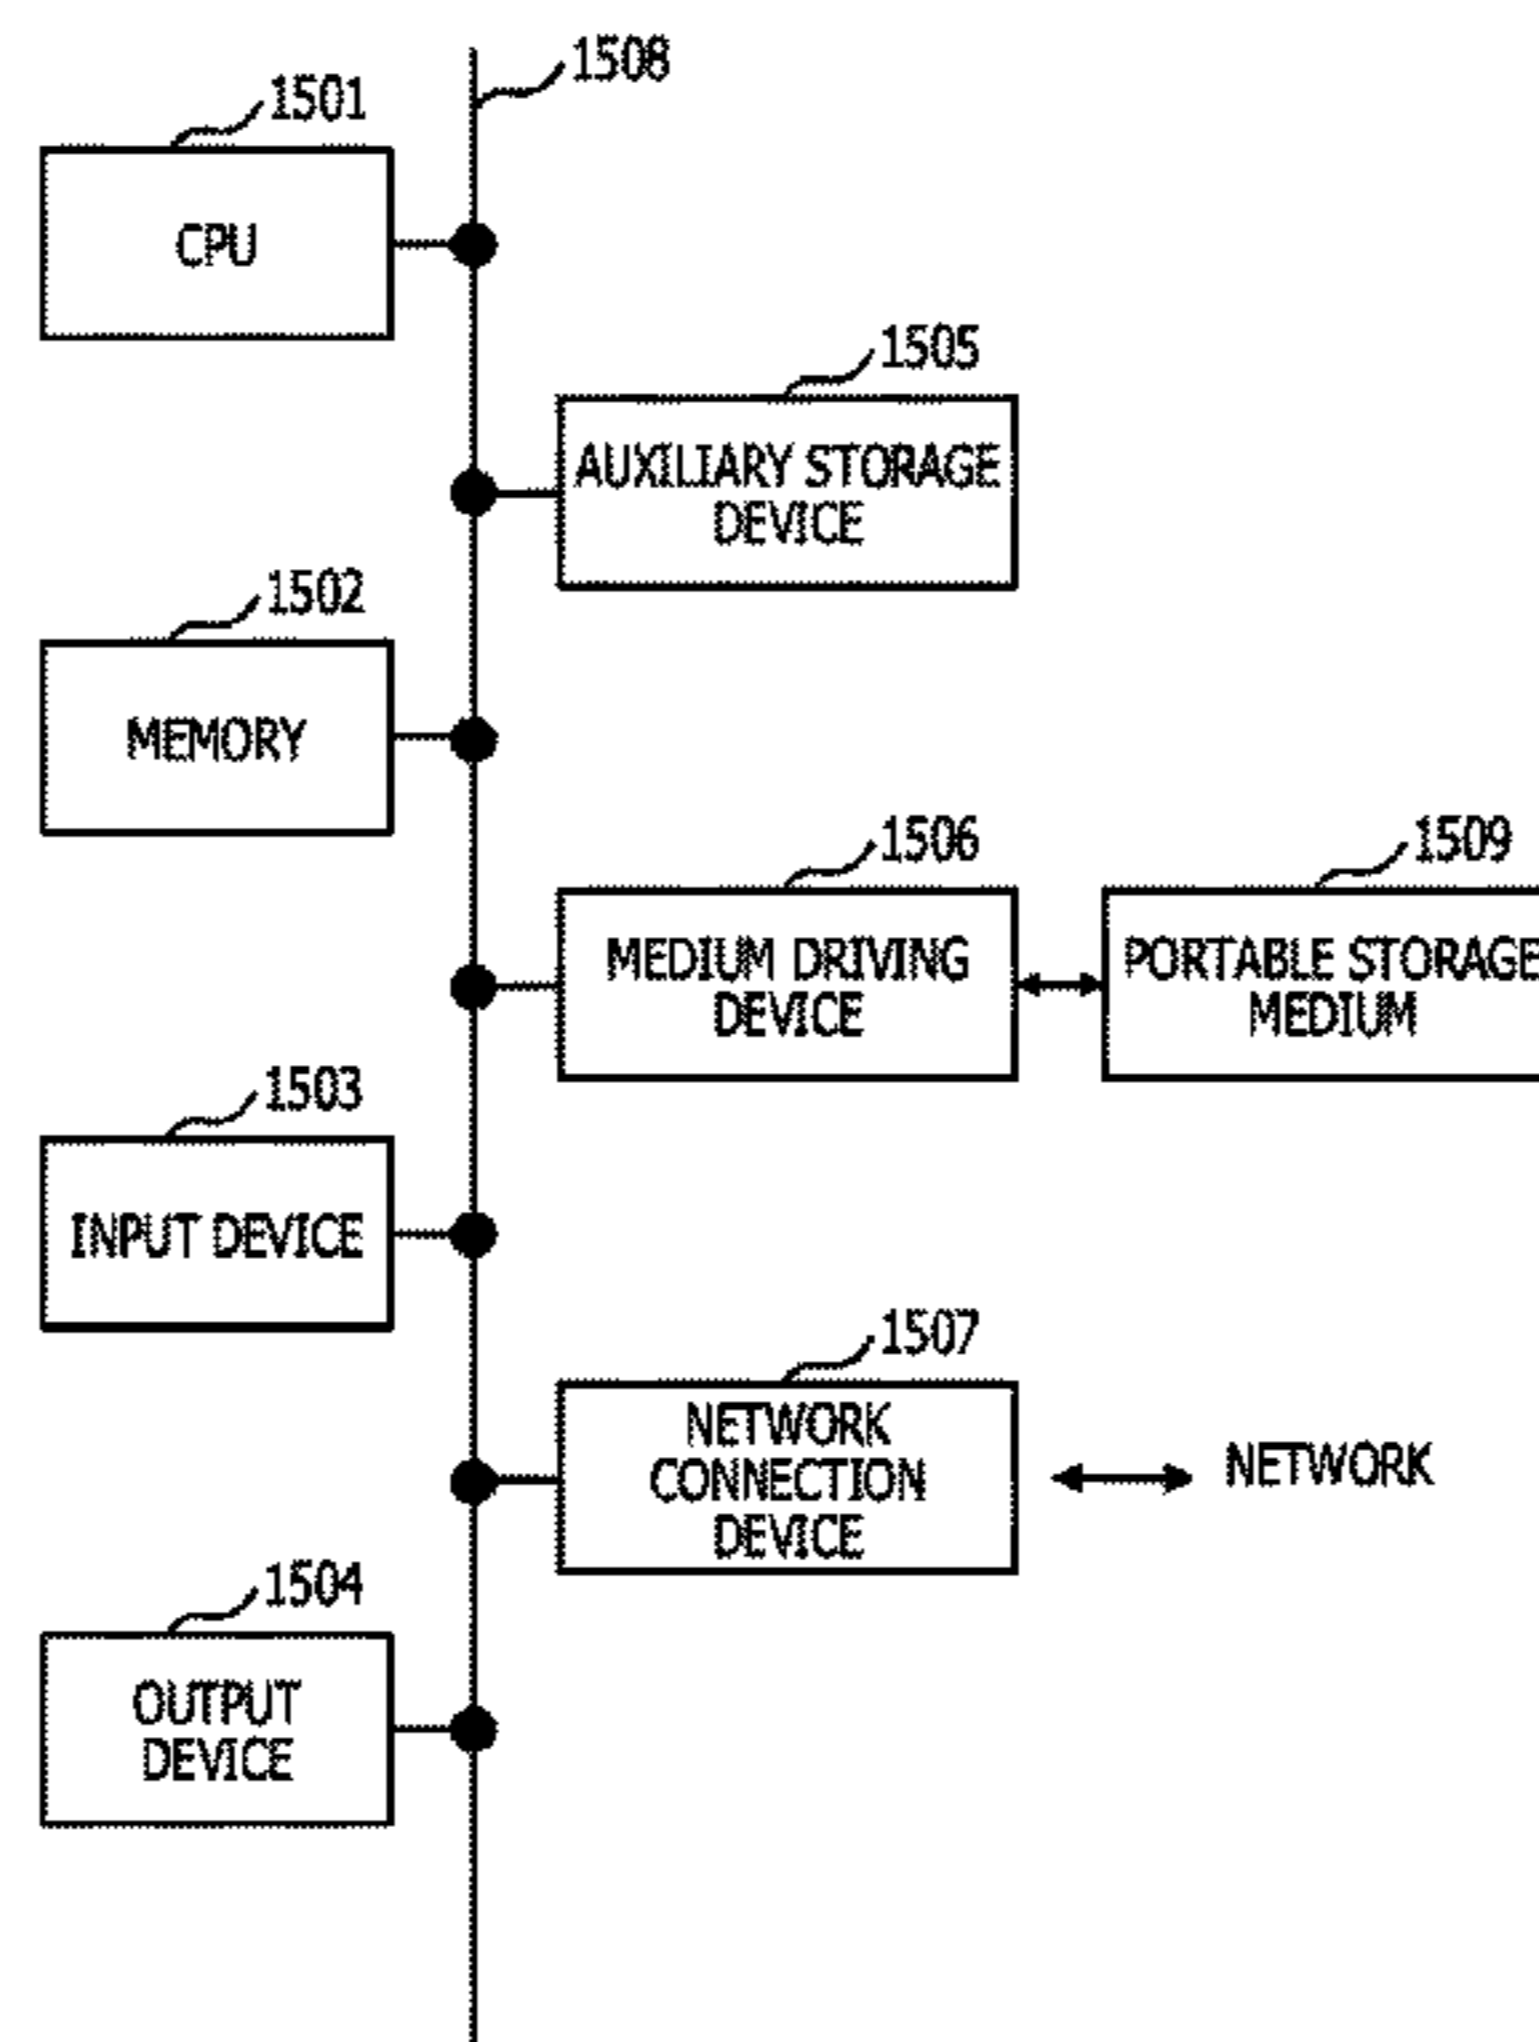 1508
1501
CPU
1505
AUXILIARY STORAGE
DEVICE
1502
MEMORY
1506
MEDIUM DRIVING
DEVICE
1509
PORTABLE STORAGE
MEDIUM
1503
INPUT DEVICE
1507
NETWORK
CONNECTION
DEVICE
NETWORK
1504
OUTPUT
DEVICE